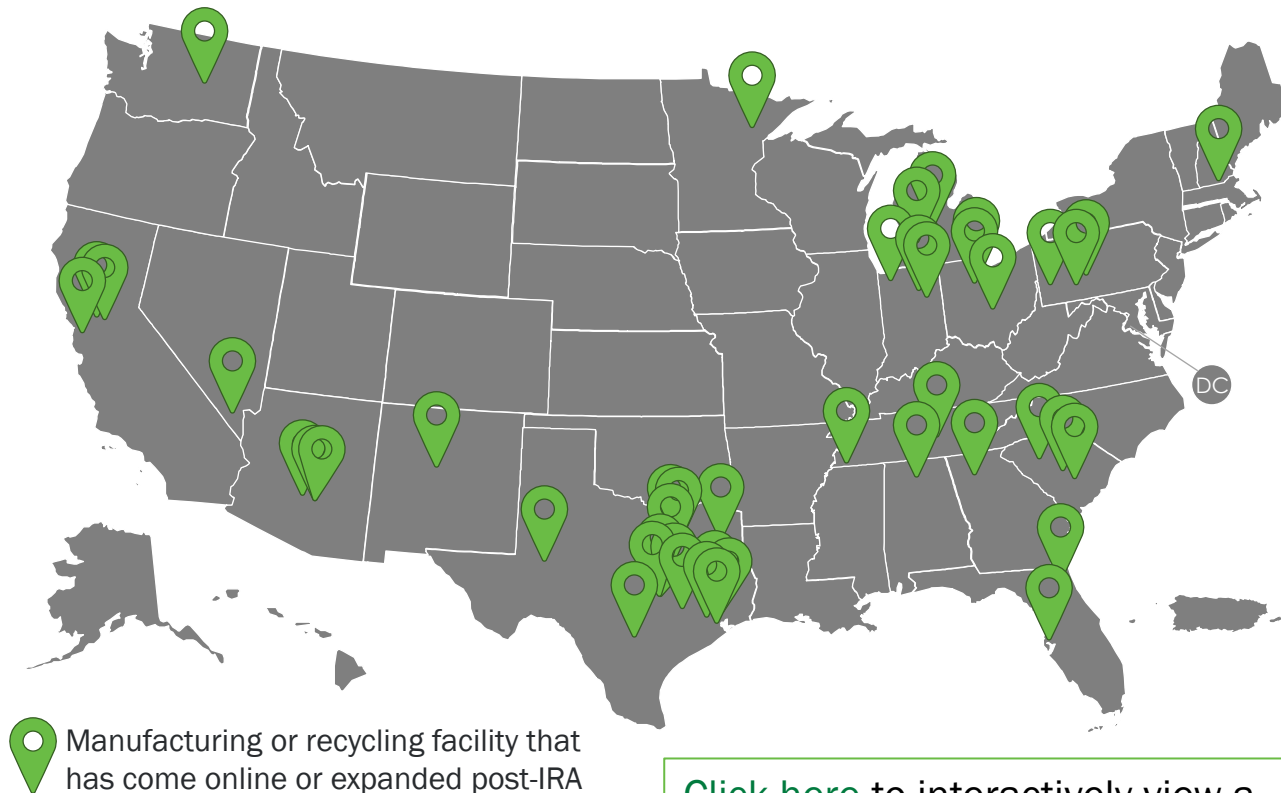 DC
Manufacturing or recycling facility that
has come online or expanded post-IRA
Click here to interactively view a